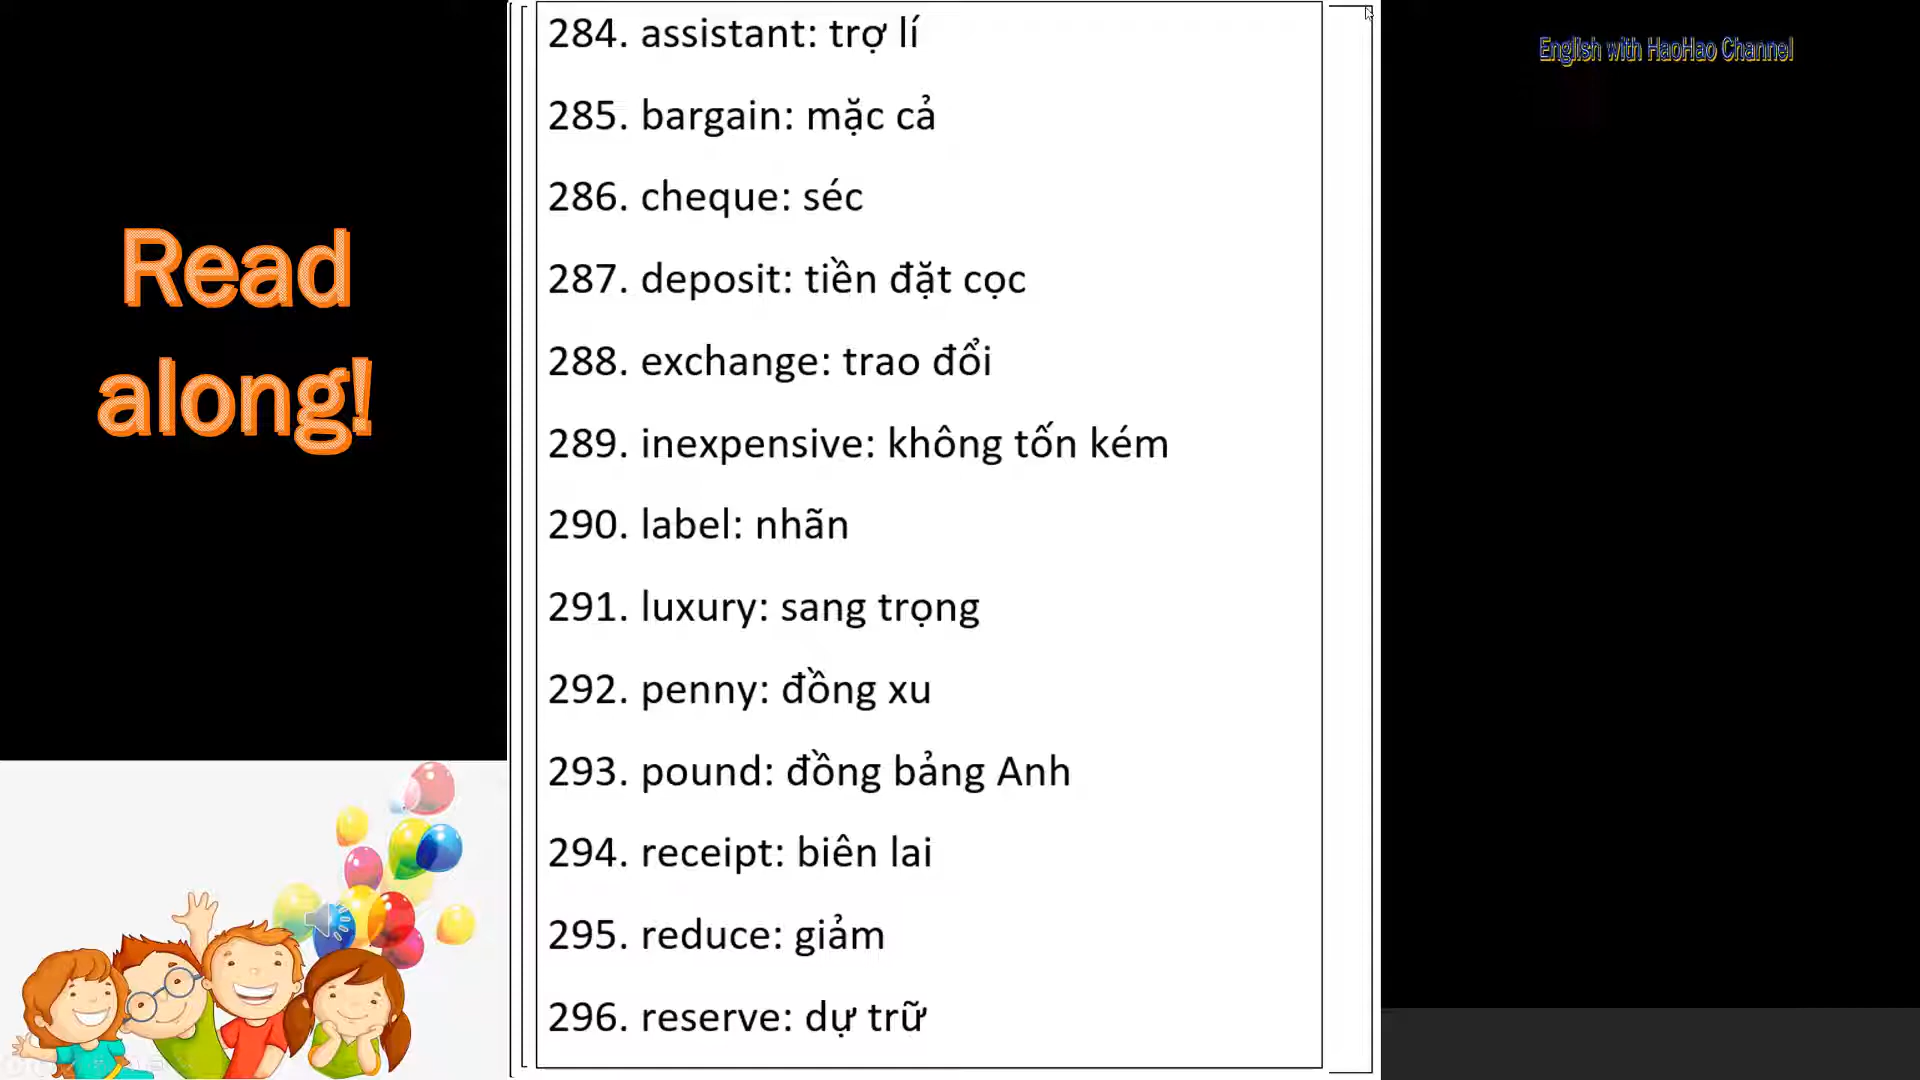 Read
along!
284. assistant: trợ lí
285. bargain: mặc cả
286. cheque: séc
287. deposit: tiền đặt cọc
288. exchange: trao đổi
289. inexpensive: không tốn kém
290. label: nhãn
291. luxury: sang trọng
292. penny: đồng xu
293. pound: đồng bảng Anh
294. receipt: biên lai
295. reduce: giảm
296. reserve: dự trữ
English with HaoHao Channel